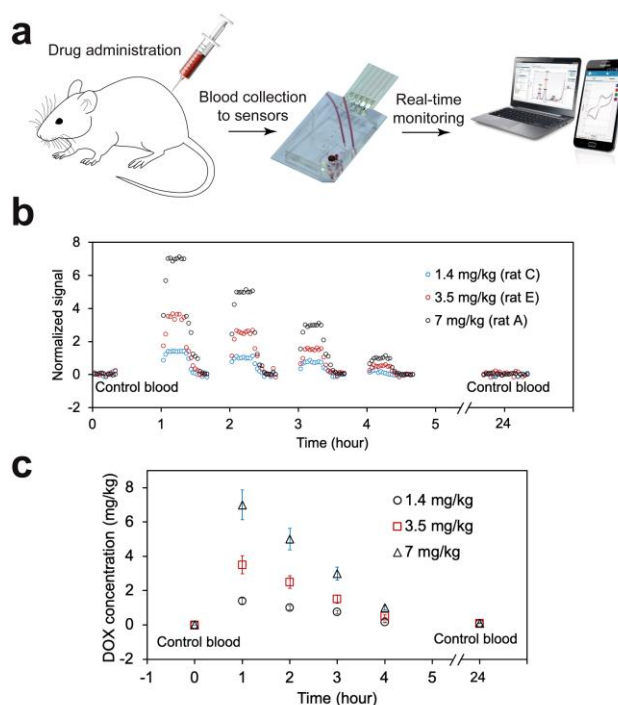 a
Drug administration
Blood collection
to sensors
Real-time
monitoring
b
Normalized signal
8
6
4
2
0
-2
1.4 mg/kg (rat C)
3.5 mg/kg (rat E)
7 mg/kg (rat A)
Control blood
Control blood
0
1
2
3
4
5
24
Time (hour)
c
DOX concentration (mg/kg)
8
6
4
2
0
-2
1.4 mg/kg
3.5 mg/kg
7 mg/kg
Control blood
Control blood
-1
0
1
2
3
4
24
Time (hour)